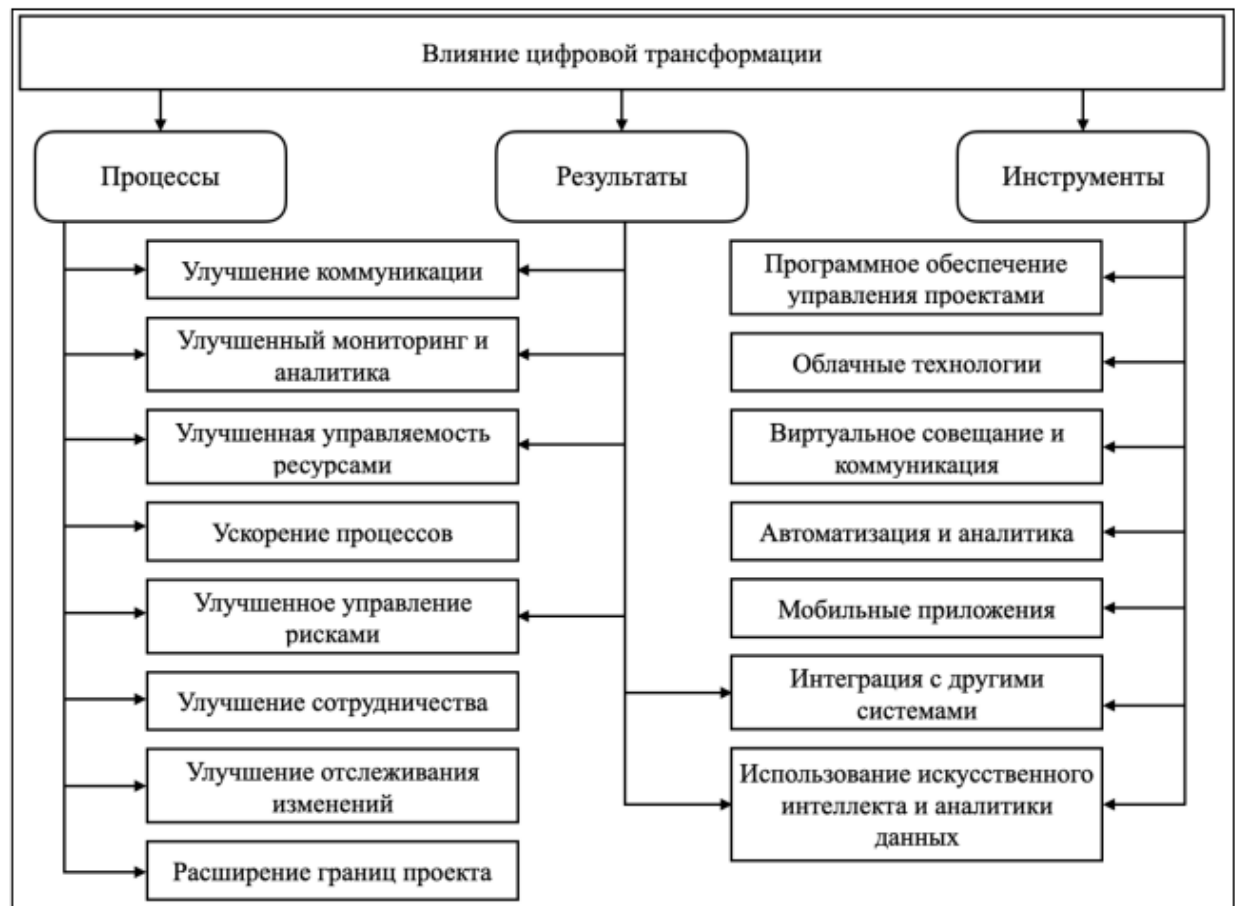 Влияние цифровой трансформации
Процессы
Результаты
Инструменты
Улучшение коммуникации
Улучшенный мониторинг и
аналитика
Улучшенная управляемость
ресурсами
Ускорение процессов
Улучшенное управление
рисками
Улучшение сотрудничества
Улучшение отслеживания
изменений
Расширение границ проекта
Программное обеспечение
управления проектами
Облачные технологии
Виртуальное совещание и
коммуникация
Автоматизация и аналитика
Мобильные приложения
Интеграция с другими
системами
Использование искусственного
интеллекта и аналитики
данных